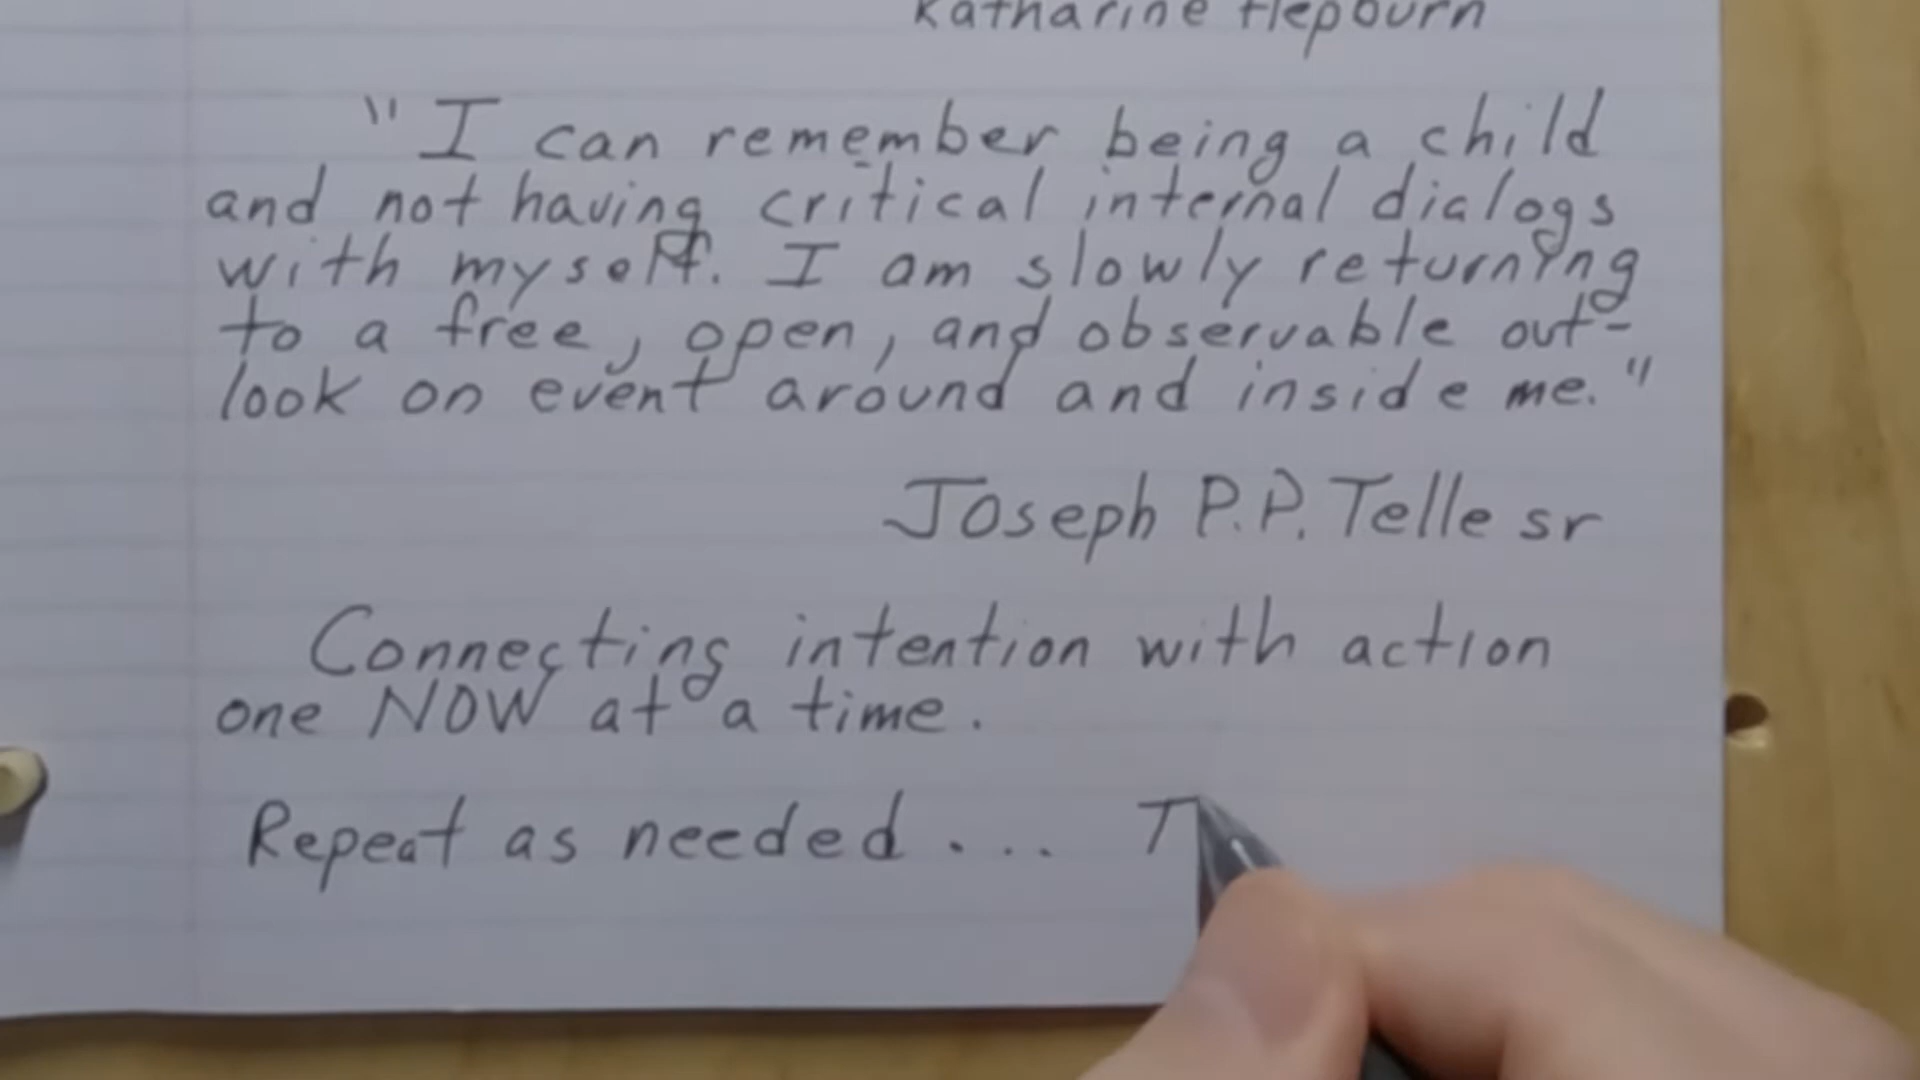 Katharine Hepburn
"I can remember being a child
and not having critical internal dialogs
with myself. I am slowly returning
to a free, open, and observable out-
look on event around and inside me."
Joseph P.P. Telle sr
Connecting intention with action
one NOW at a time.
Repeat as needed... T